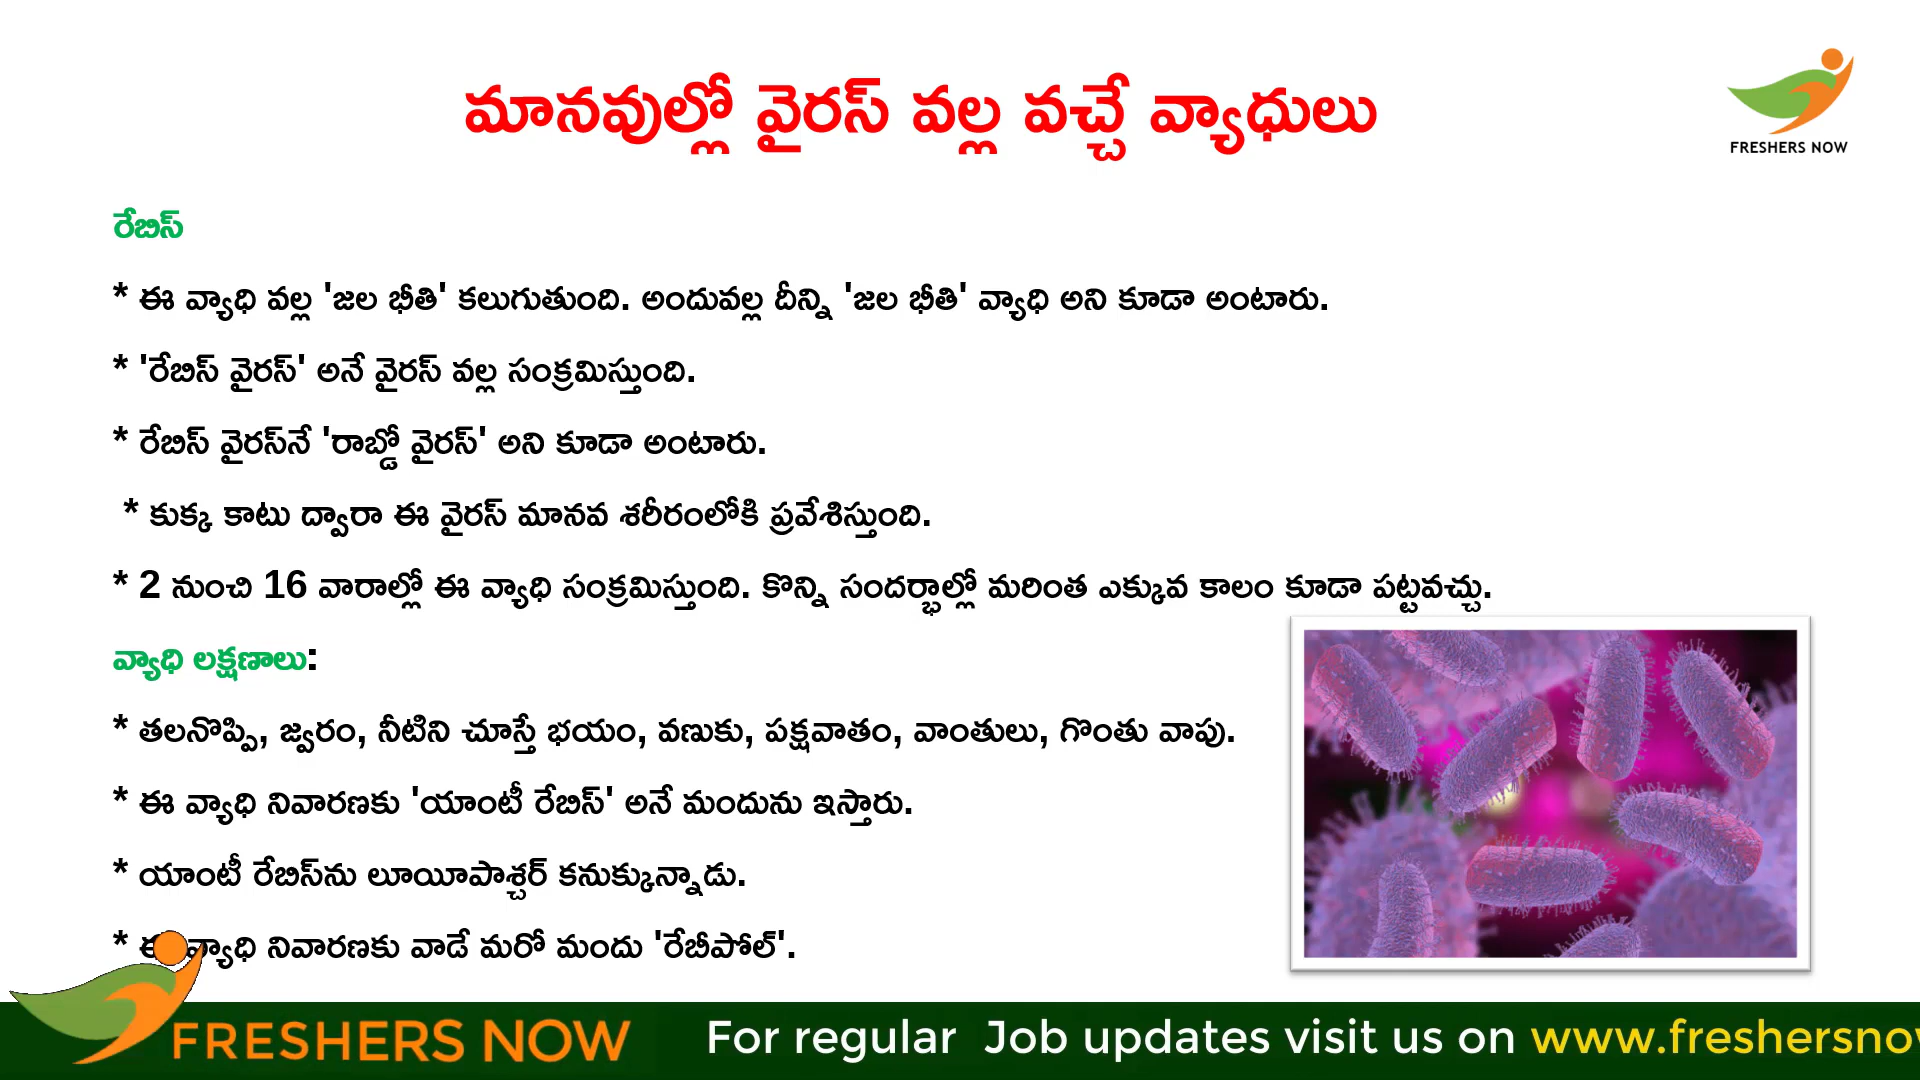 మానవుల్లో వైరస్ వల్ల వచ్చే వ్యాధులు
FRESHERS NOW
రేబిస్
* ఈ వ్యాధి వల్ల 'జల భీతి' కలుగుతుంది. అందువల్ల దీన్ని 'జల భీతి' వ్యాధి అని కూడా అంటారు.
* 'రేబిస్ వైరస్' అనే వైరస్ వల్ల సంక్రమిస్తుంది.
* రేబిస్ వైరస్‌నే 'రాబ్డో వైరస్' అని కూడా అంటారు.
* కుక్క కాటు ద్వారా ఈ వైరస్ మానవ శరీరంలోకి ప్రవేశిస్తుంది.
* 2 నుంచి 16 వారాల్లో ఈ వ్యాధి సంక్రమిస్తుంది. కొన్ని సందర్భాల్లో మరింత ఎక్కువ కాలం కూడా పట్టవచ్చు.
వ్యాధి లక్షణాలు:
* తలనొప్పి, జ్వరం, నీటిని చూస్తే భయం, వణుకు, పక్షవాతం, వాంతులు, గొంతు వాపు.
* ఈ వ్యాధి నివారణకు 'యాంటీ రేబిస్' అనే మందును ఇస్తారు.
* యాంటీ రేబిస్‌ను లూయీపాశ్చర్ కనుక్కున్నాడు.
* ఈ వ్యాధి నివారణకు వాడే మరో మందు 'రేబీపోల్'.
FRESHERS NOW For regular Job updates visit us on www.freshersnov